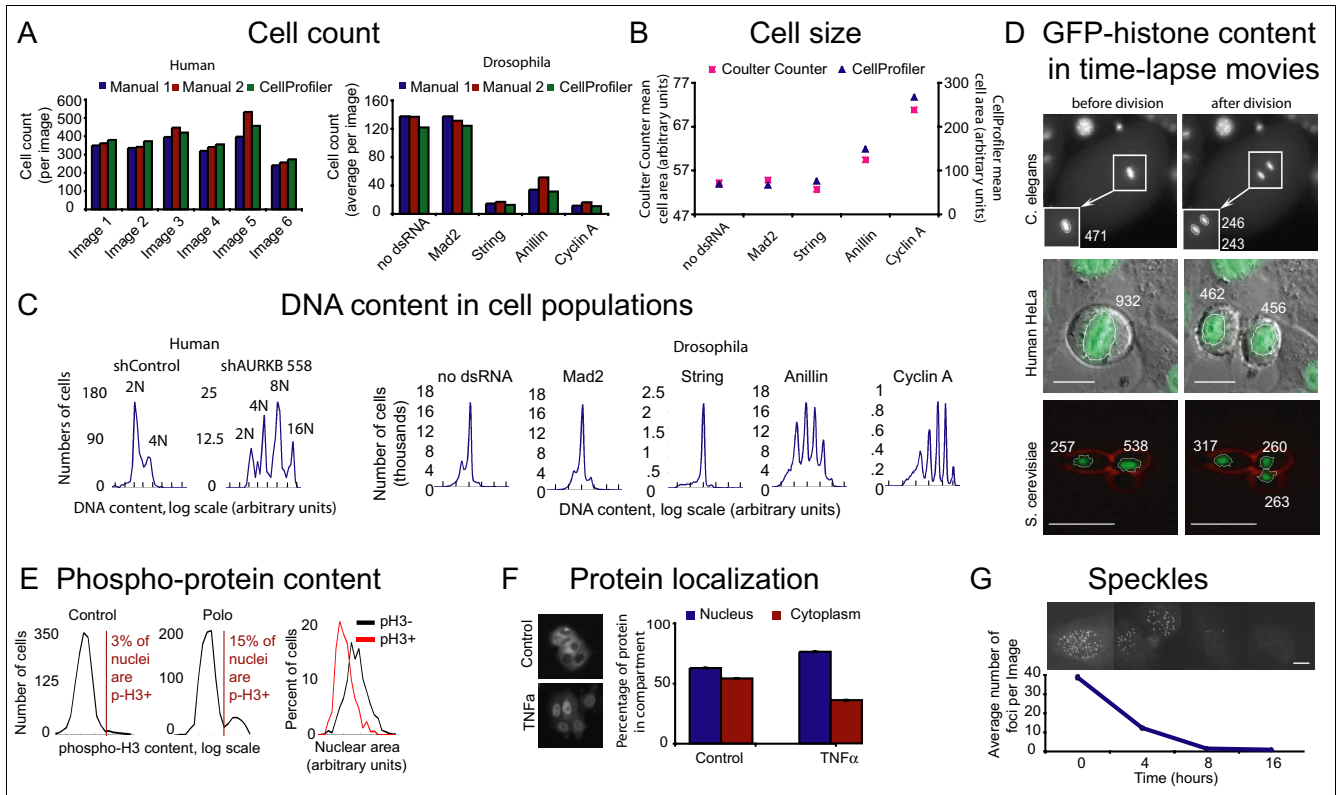 A Cell count
Human
Manual 1 Manual 2 CellProfiler
Cell count
(per image)
600
500
400
300
200
100
0
Image 1 Image 2 Image 3 Image 4 Image 5 Image 6
Drosophila
Manual 1 Manual 2 CellProfiler
Cell count
(average per image)
160
120
80
40
0
no dsRNA Mad2 String Anillin Cyclin A
B Cell size
Coulter Counter CellProfiler
Coulter Counter mean
cell area (arbitrary units)
77
67
57
47
300
200
100
0
CellProfiler mean
cell area (arbitrary units)
no dsRNA Mad2 String Anillin Cyclin A
C DNA content in cell populations
Human
shControl shAURKB 558
Numbers of cells
180
90
0
2N
4N
25
12.5
0
2N
4N
8N
16N
DNA content, log scale (arbitrary units)
Drosophila
no dsRNA Mad2 String Anillin Cyclin A
Number of cells
(thousands)
18
16
12
8
4
0
18
16
12
8
4
0
2.5
2
1.5
1
.5
0
18
16
12
8
4
0
1
.8
.6
.4
.2
0
DNA content, log scale (arbitrary units)
D GFP-histone content
in time-lapse movies
before division after division
C. elegans
471
246
243
Human HeLa
932
462
456
S. cerevisiae
257
538
317
260
263
E Phospho-protein content
Control Polo
Number of cells
350
225
125
0
3% of
nuclei
are
p-H3+
200
100
0
15% of
nuclei
are
p-H3+
phospho-H3 content, log scale
Percent of cells
20
10
0
pH3-
pH3+
Nuclear area
(arbitrary units)
F Protein localization
Control
TNFa
Nucleus Cytoplasm
Percentage of protein
in compartment
100
50
0
Control TNFα
G Speckles
Average number of
foci per Image
40
30
20
10
0
0 4 8 16
Time (hours)